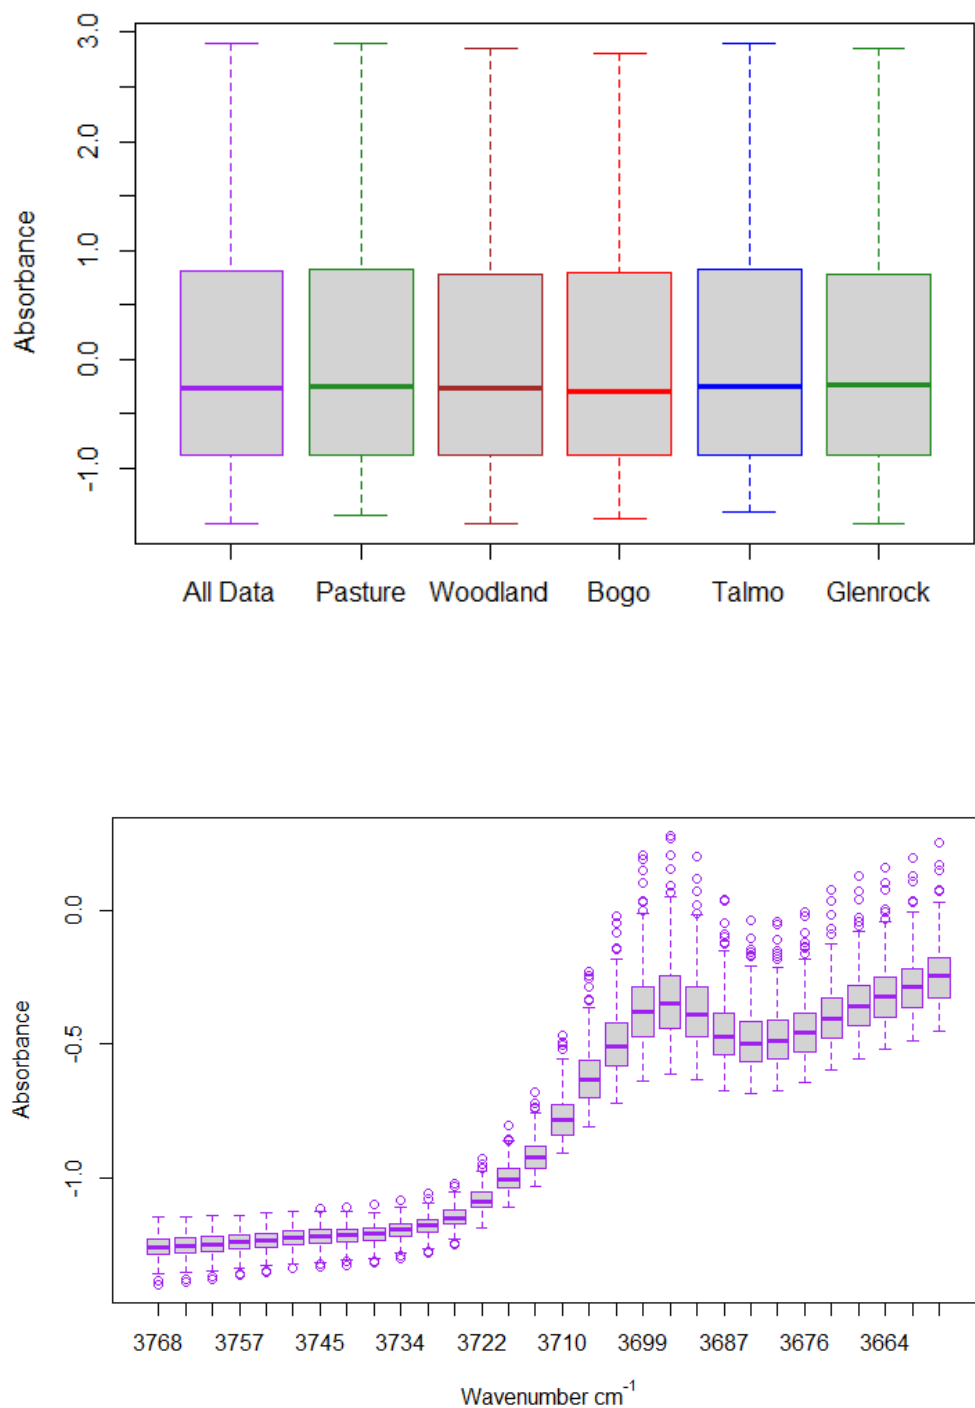 3.0
2.0
1.0
0.0
-1.0
Absorbance
All Data Pasture Woodland Bogo Talmo Glenrock
0.0
-0.5
-1.0
Absorbance
3768 3757 3745 3734 3722 3710 3699 3687 3676 3664
Wavenumber cm⁻¹